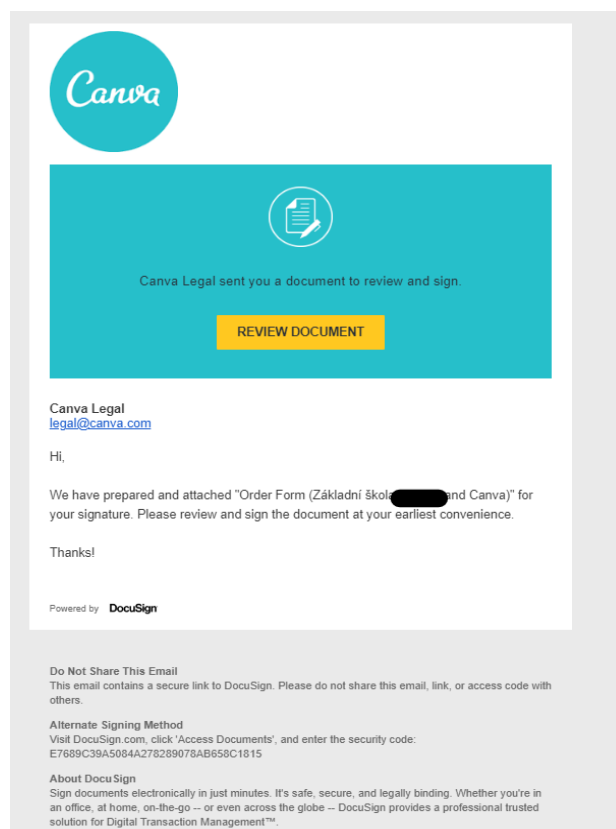 Canva
Canva Legal sent you a document to review and sign.
REVIEW DOCUMENT
Canva Legal
legal@canva.com
Hi,
We have prepared and attached "Order Form (Základní škola and Canva)" for
your signature. Please review and sign the document at your earliest convenience.
Thanks!
Powered by DocuSign
Do Not Share This Email
This email contains a secure link to DocuSign. Please do not share this email, link, or access code with
others.
Alternate Signing Method
Visit DocuSign.com, click 'Access Documents', and enter the security code:
E7689C39A5084A278289078AB658C1815
About DocuSign
Sign documents electronically in just minutes. It's safe, secure, and legally binding. Whether you're in
an office, at home, on-the-go -- or even across the globe -- DocuSign provides a professional trusted
solution for Digital Transaction Management™.